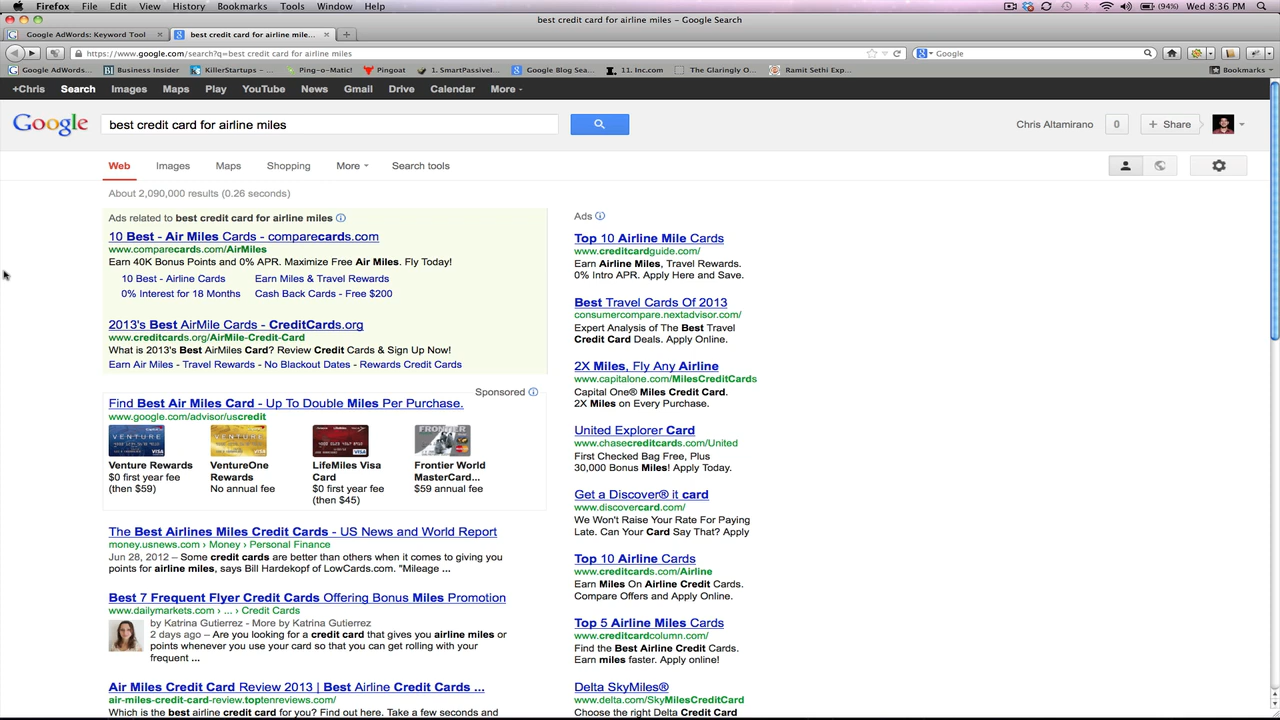 Firefox File Edit View History Bookmarks Tools Window Help (94%) Wed 8:36 PM
best credit card for airline miles - Google Search
Google AdWords: Keyword Tool
best credit card for airline mile...
https://www.google.com/search?q=best credit card for airline miles
Google
Google AdWords... Business Insider KillerStartups – ... Ping-o-Matic! Pingoat 1. SmartPassiveI... Google Blog Sea... 11. Inc.com The Glaringly O... Ramit Sethi Exp... Bookmarks
+Chris Search Images Maps Play YouTube News Gmail Drive Calendar More
Google
best credit card for airline miles
Chris Altamirano 0 + Share
Web Images Maps Shopping More Search tools
About 2,090,000 results (0.26 seconds)
Ads related to best credit card for airline miles
10 Best - Air Miles Cards - comparecards.com
www.comparecards.com/AirMiles
Earn 40K Bonus Points and 0% APR. Maximize Free Air Miles. Fly Today!
10 Best - Airline Cards Earn Miles & Travel Rewards
0% Interest for 18 Months Cash Back Cards - Free $200
2013's Best AirMile Cards - CreditCards.org
www.creditcards.org/AirMile-Credit-Card
What is 2013's Best AirMiles Card? Review Credit Cards & Sign Up Now!
Earn Air Miles - Travel Rewards - No Blackout Dates - Rewards Credit Cards
Sponsored
Find Best Air Miles Card - Up To Double Miles Per Purchase.
www.google.com/advisor/uscredit
VENTURE
VENTURE
FRONTIER
Venture Rewards
$0 first year fee
(then $59)
VentureOne
Rewards
No annual fee
LifeMiles Visa
Card
$0 first year fee
(then $45)
Frontier World
MasterCard...
$59 annual fee
The Best Airlines Miles Credit Cards - US News and World Report
money.usnews.com › Money › Personal Finance
Jun 28, 2012 – Some credit cards are better than others when it comes to giving you
points for airline miles, says Bill Hardekopf of LowCards.com. "Mileage ...
Best 7 Frequent Flyer Credit Cards Offering Bonus Miles Promotion
www.dailymarkets.com › ... › Credit Cards
by Katrina Gutierrez - More by Katrina Gutierrez
2 days ago – Are you looking for a credit card that gives you airline miles or
points whenever you use your card so that you can get rolling with your
frequent ...
Air Miles Credit Card Review 2013 | Best Airline Credit Cards ...
air-miles-credit-card-review.toptenreviews.com/
Which is the best airline credit card for you? Find out here. Take a few seconds and
Ads
Top 10 Airline Mile Cards
www.creditcardguide.com/
Earn Airline Miles, Travel Rewards.
0% Intro APR. Apply Here and Save.
Best Travel Cards Of 2013
consumercompare.nextadvisor.com/
Expert Analysis of The Best Travel
Credit Card Deals. Apply Online.
2X Miles, Fly Any Airline
www.capitalone.com/MilesCreditCards
Capital One® Miles Credit Card.
2X Miles on Every Purchase.
United Explorer Card
www.chasecreditcards.com/United
First Checked Bag Free, Plus
30,000 Bonus Miles! Apply Today.
Get a Discover® it card
www.discovercard.com/
We Won't Raise Your Rate For Paying
Late. Can Your Card Say That? Apply
Top 10 Airline Cards
www.creditcards.com/Airline
Earn Miles On Airline Credit Cards.
Compare Offers and Apply Online.
Top 5 Airline Miles Cards
www.creditcardcolumn.com/
Find the Best Airline Credit Cards.
Earn miles faster. Apply online!
Delta SkyMiles®
www.delta.com/SkyMilesCreditCard
Choose the right Delta Credit Card